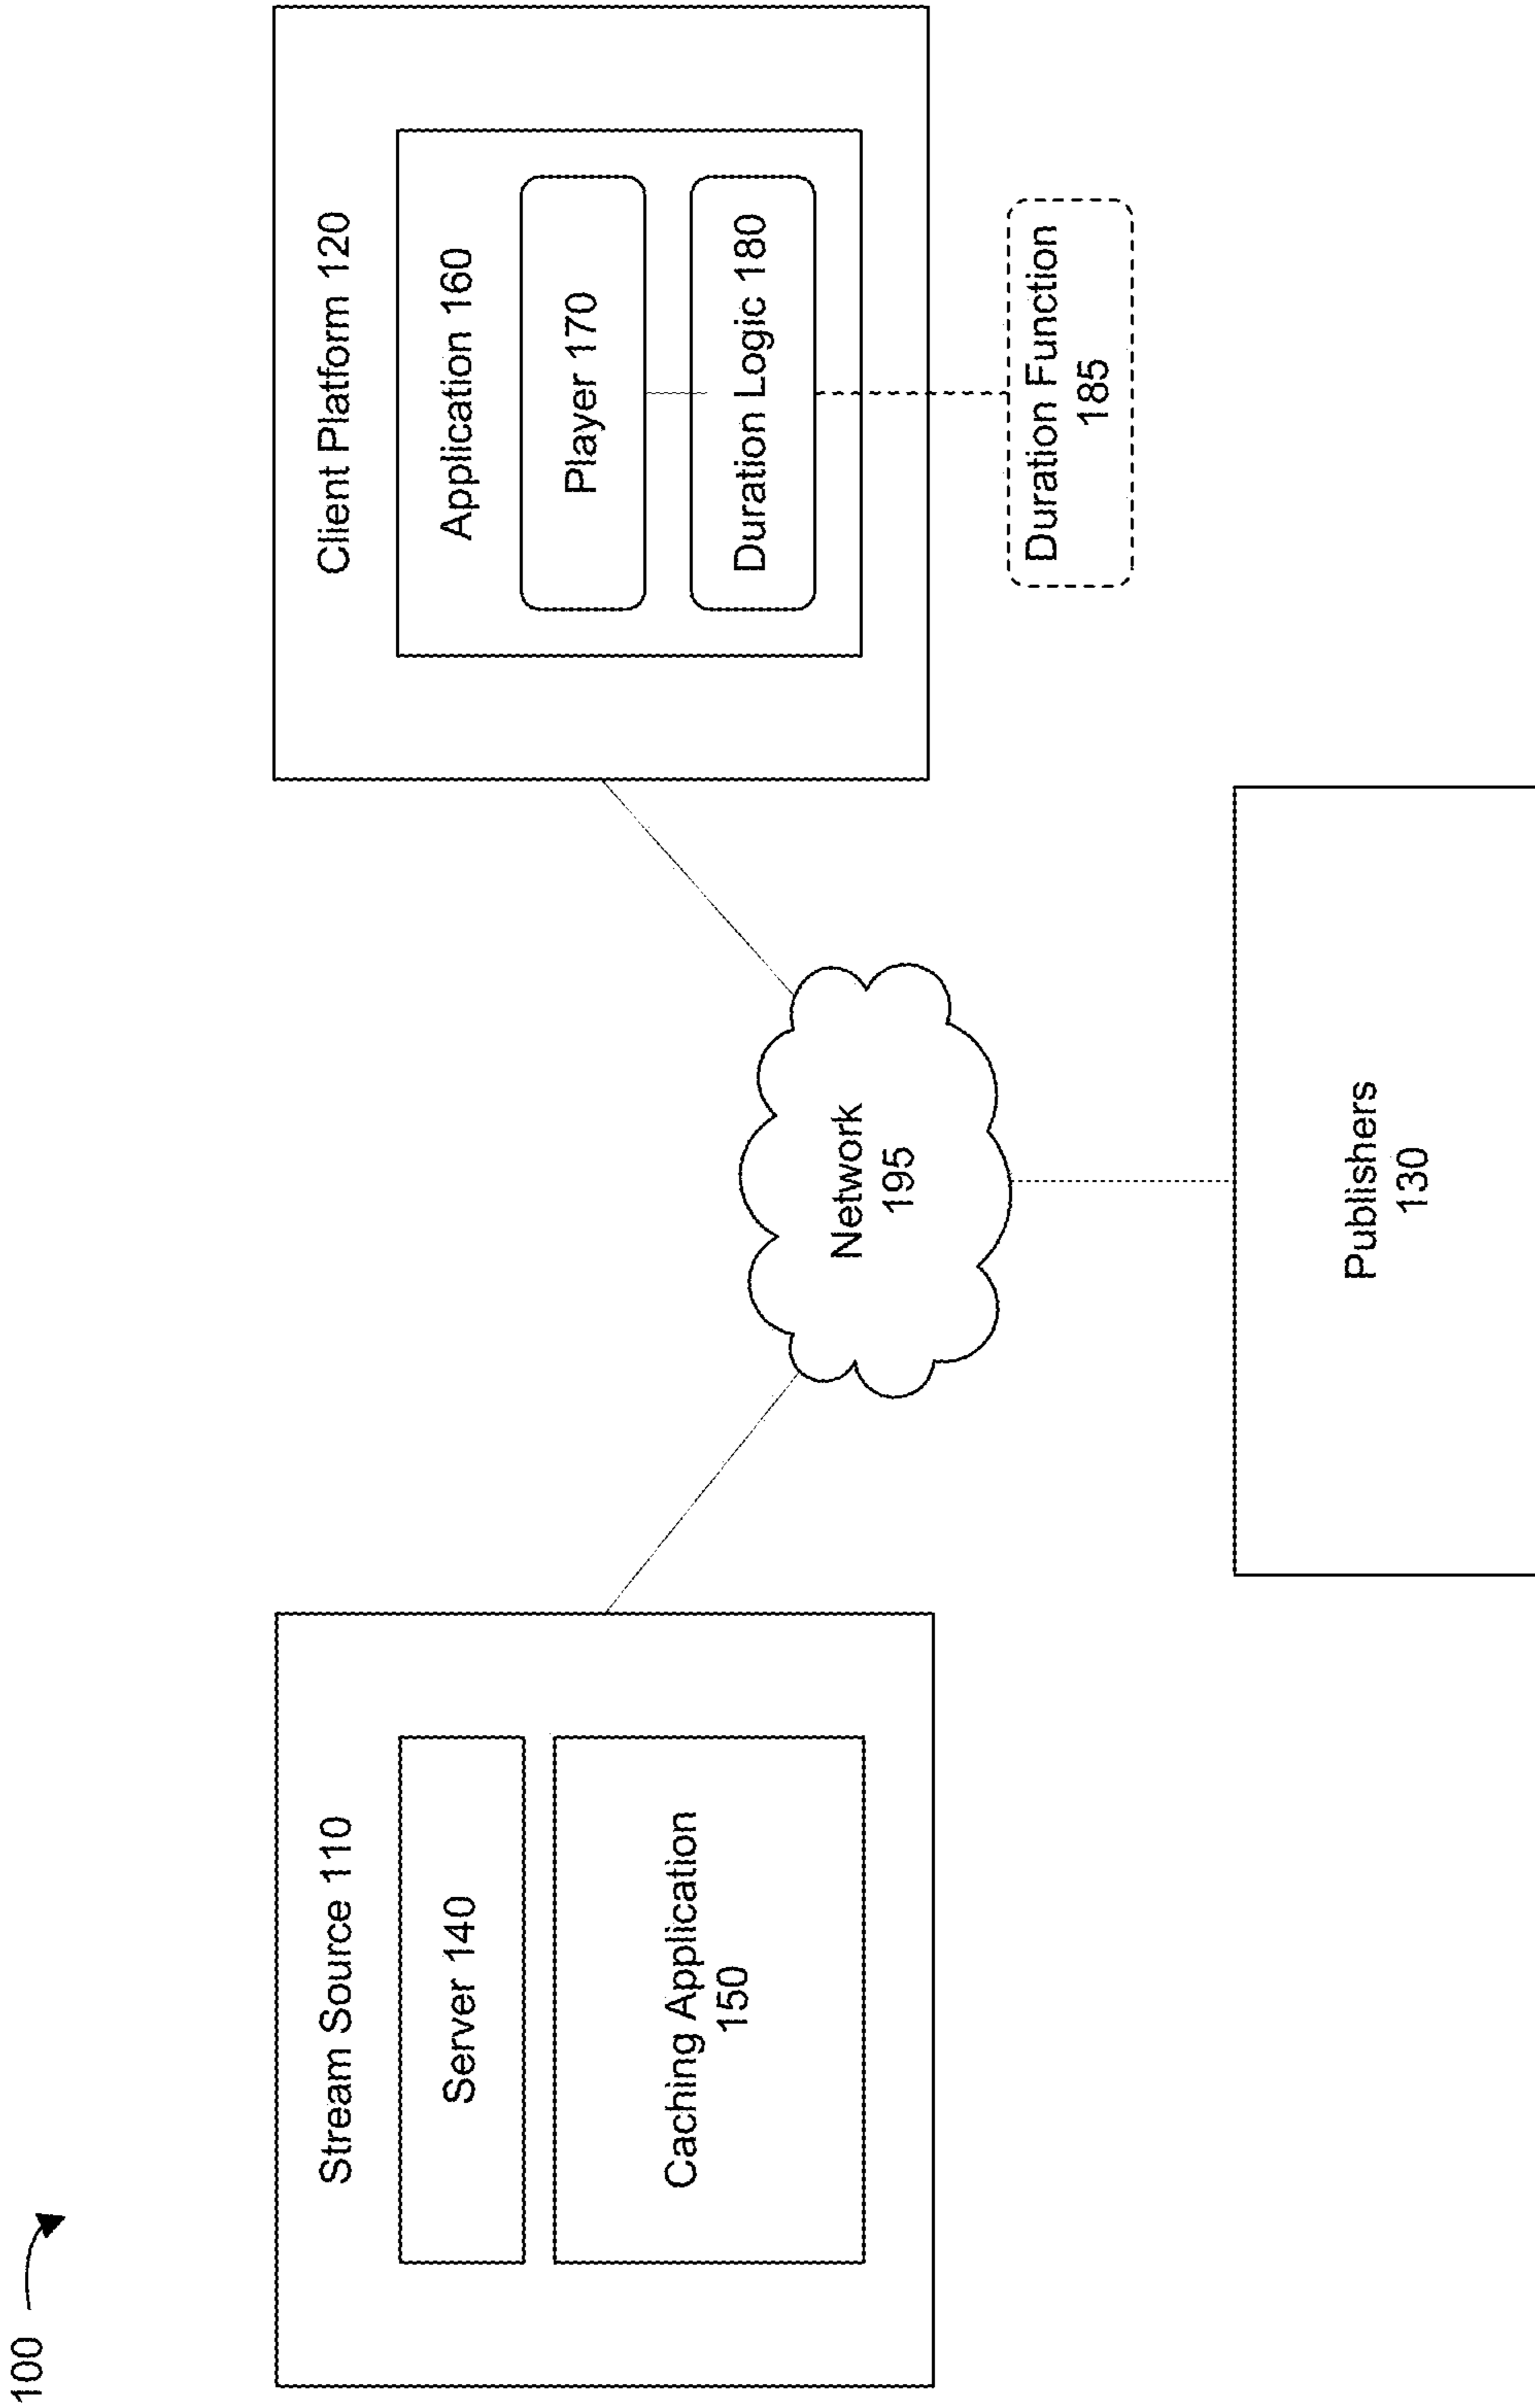 100
Stream Source 110
Server 140
Caching Application
150
Client Platform 120
Application 160
Player 170
Duration Logic 180
Duration Function
185
Network
195
Publishers
130